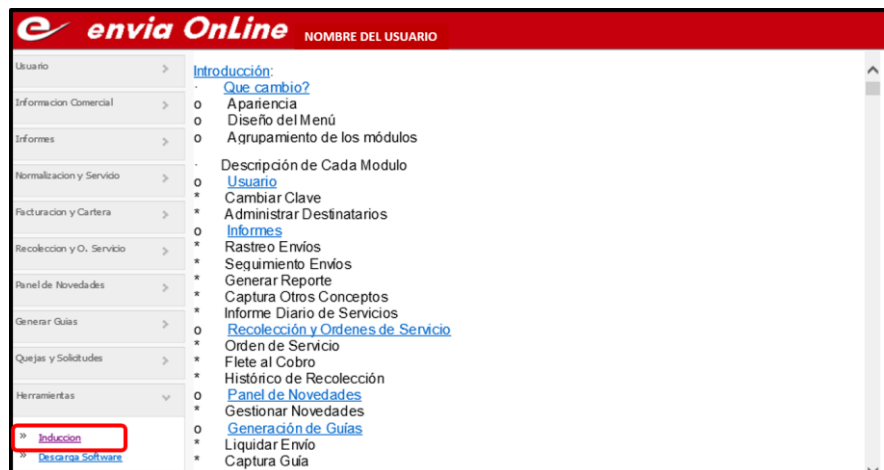 envia OnLine NOMBRE DEL USUARIO
Usuario
Informacion Comercial
Informes
Normalizacion y Servicio
Facturacion y Cartera
Recoleccion y O. Servicio
Panel de Novedades
Generar Guias
Quejas y Solicitudes
Herramientas
» Induccion
» Descarga Software
Introducción:
· Que cambio?
o Apariencia
o Diseño del Menú
o Agrupamiento de los módulos
· Descripción de Cada Modulo
o Usuario
* Cambiar Clave
* Administrar Destinatarios
o Informes
* Rastreo Envíos
* Seguimiento Envíos
* Generar Reporte
* Captura Otros Conceptos
* Informe Diario de Servicios
o Recolección y Ordenes de Servicio
* Orden de Servicio
* Flete al Cobro
* Histórico de Recolección
o Panel de Novedades
* Gestionar Novedades
o Generación de Guías
* Liquidar Envío
* Captura Guía